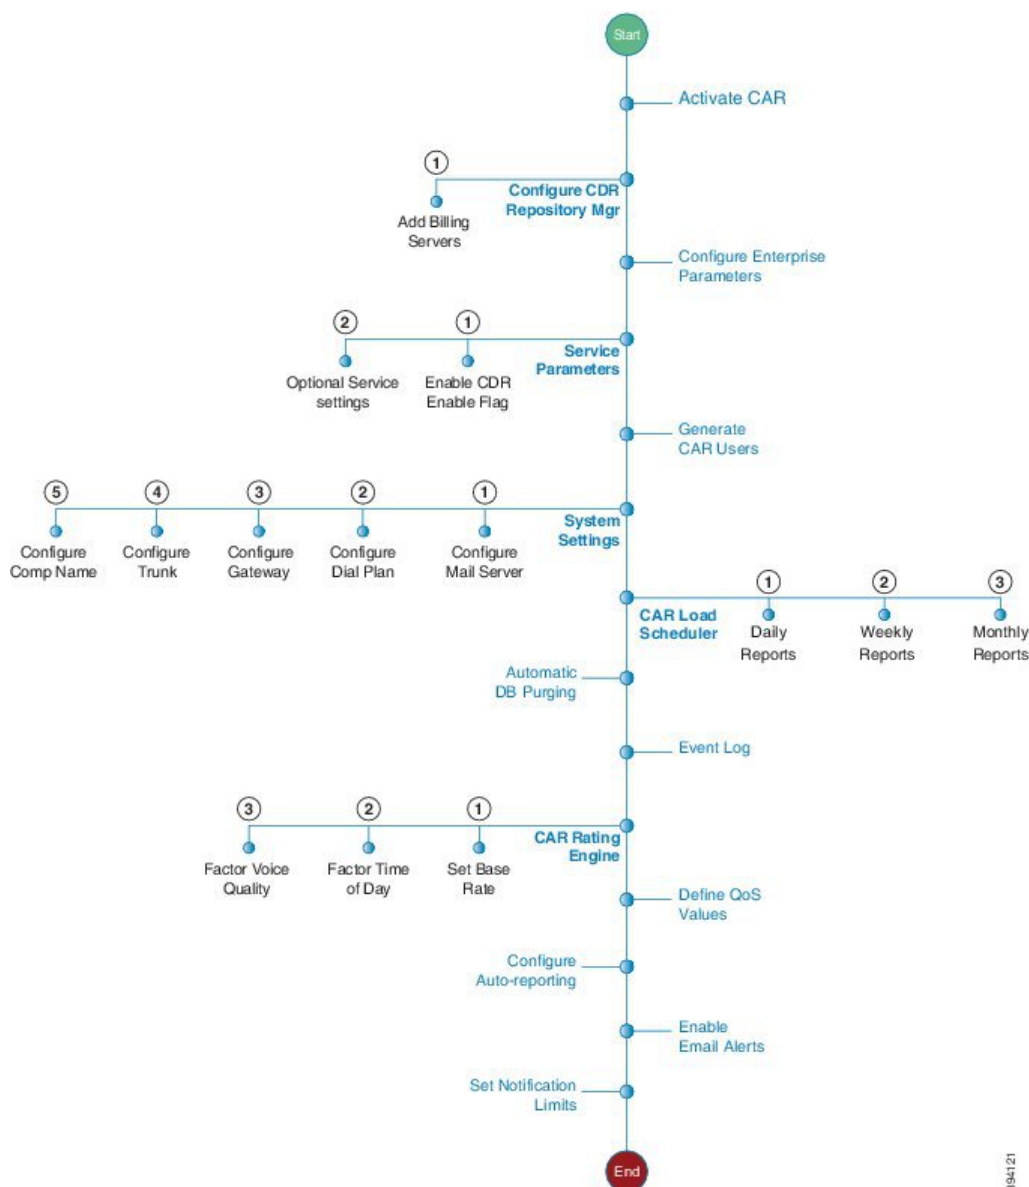 Start
Activate CAR
1
Configure CDR
Repository Mgr
Add Billing
Servers
Configure Enterprise
Parameters
2
1
Service
Parameters
Optional Service
settings
Enable CDR
Enable Flag
Generate
CAR Users
5
4
3
2
1
System
Settings
Configure
Comp Name
Configure
Trunk
Configure
Gateway
Configure
Dial Plan
Configure
Mail Server
CAR Load
Scheduler
1
2
3
Daily
Reports
Weekly
Reports
Monthly
Reports
Automatic
DB Purging
Event Log
3
2
1
CAR Rating
Engine
Factor Voice
Quality
Factor Time
of Day
Set Base
Rate
Define QoS
Values
Configure
Auto-reporting
Enable
Email Alerts
Set Notification
Limits
End